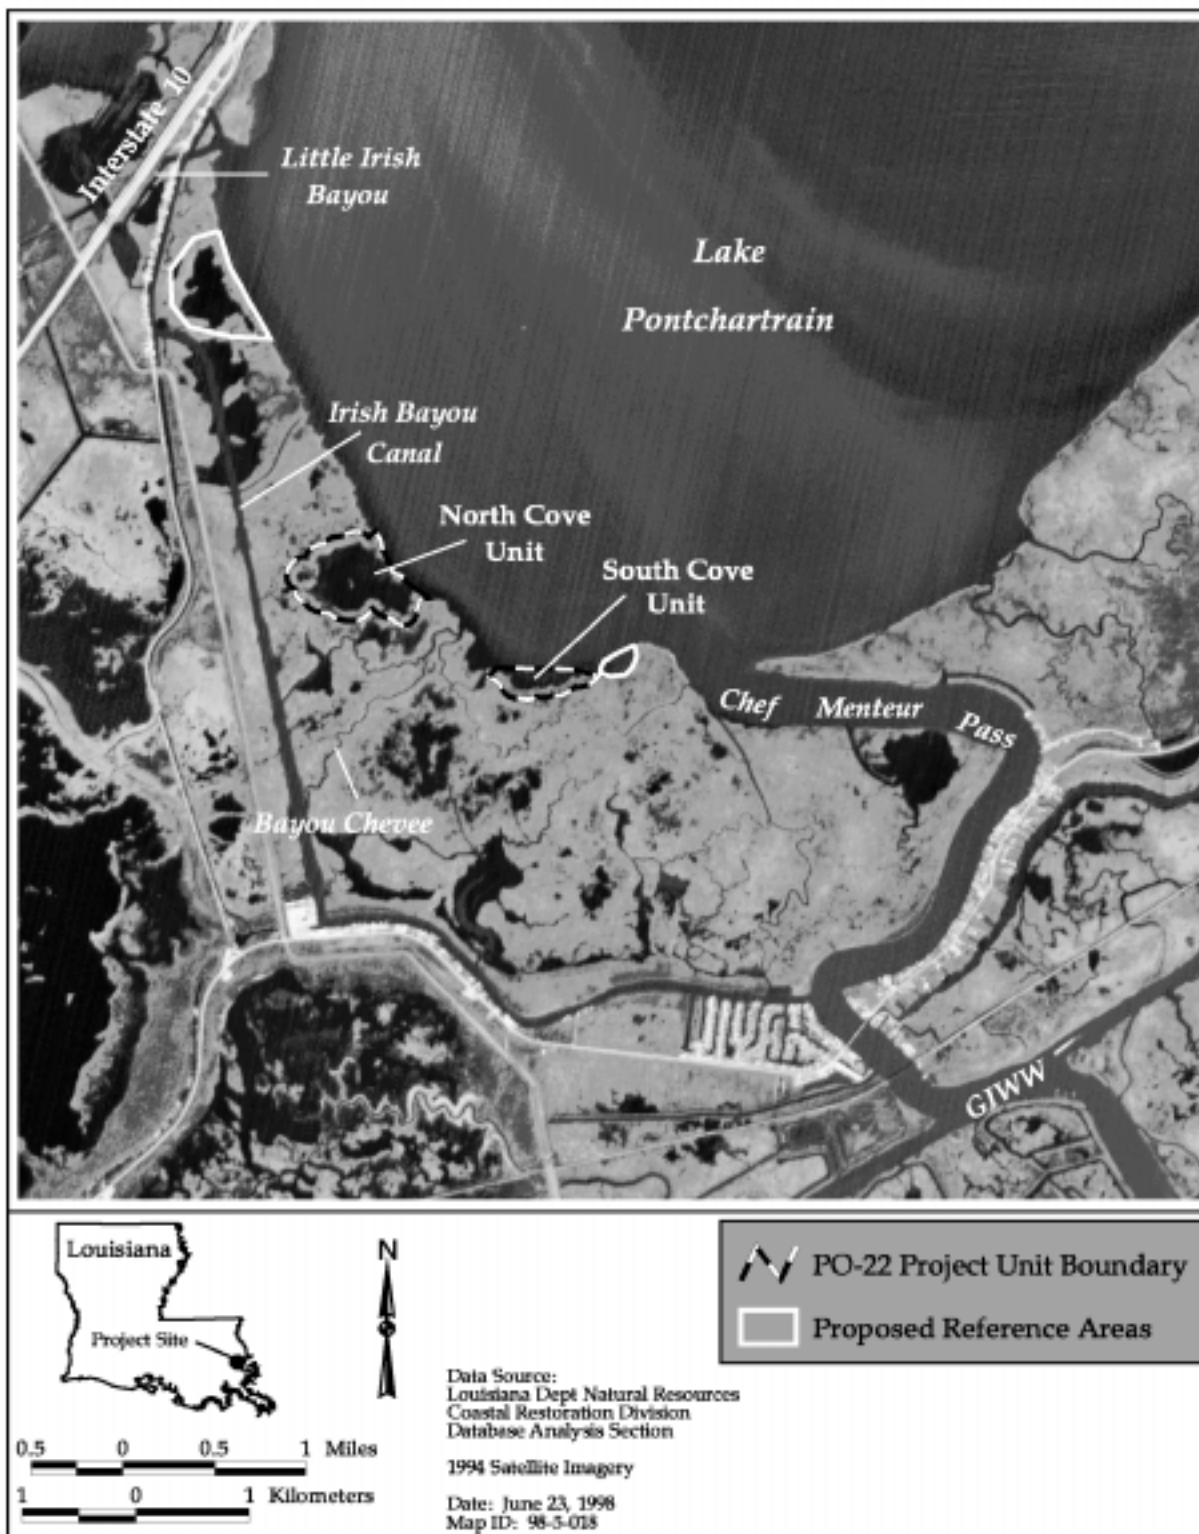 Interstate 10
Little Irish
Bayou
Lake
Pontchartrain
Irish Bayou
Canal
North Cove
Unit
South Cove
Unit
Chef Menteur Pass
Bayou Chevee
GIWW
Louisiana
Project Site
N
PO-22 Project Unit Boundary
Proposed Reference Areas
Data Source:
Louisiana Dept Natural Resources
Coastal Restoration Division
Database Analysis Section
1994 Satellite Imagery
Date: June 23, 1998
Map ID: 98-5-018
0.5 0 0.5 1 Miles
1 0 1 Kilometers